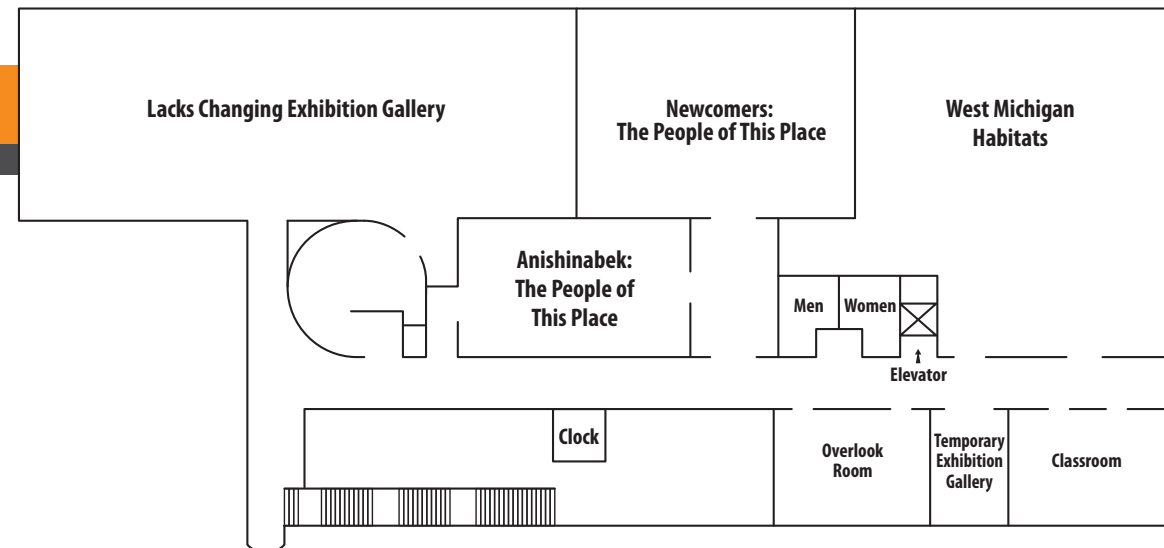 Lacks Changing Exhibition Gallery
Newcomers:
The People of This Place
West Michigan
Habitats
Anishinabek:
The People of
This Place
Men
Women
Elevator
Clock
Overlook
Room
Temporary
Exhibition
Gallery
Classroom